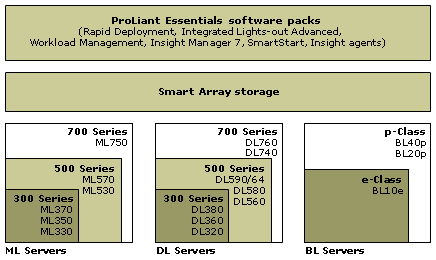 ProLiant Essentials software packs
(Rapid Deployment, Integrated Lights-out Advanced,
Workload Management, Insight Manager 7, SmartStart, Insight agents)
Smart Array storage
700 Series
ML750
500 Series
ML570
ML530
300 Series
ML370
ML350
ML330
ML Servers
700 Series
DL760
DL740
500 Series
DL590/64
DL580
DL560
300 Series
DL380
DL360
DL320
DL Servers
p-Class
BL40p
BL20p
e-Class
BL10e
BL Servers